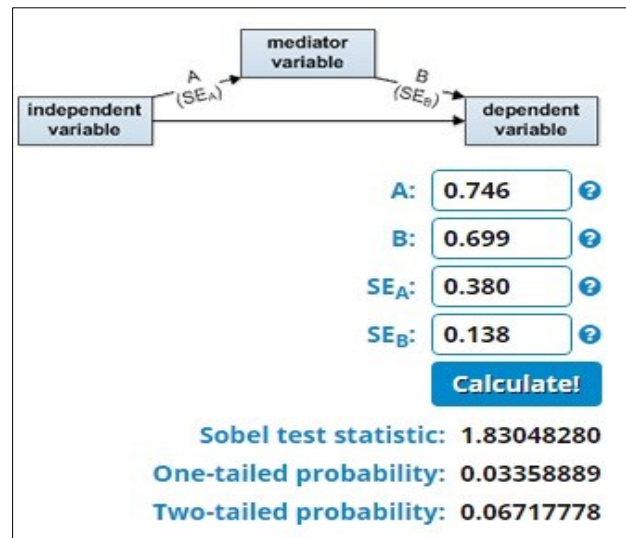 mediator
variable
A
(SEA)
B
(SEB)
independent
variable
dependent
variable
A: 0.746 ?
B: 0.699 ?
SEA: 0.380 ?
SEB: 0.138 ?
Calculate!
Sobel test statistic: 1.83048280
One-tailed probability: 0.03358889
Two-tailed probability: 0.06717778